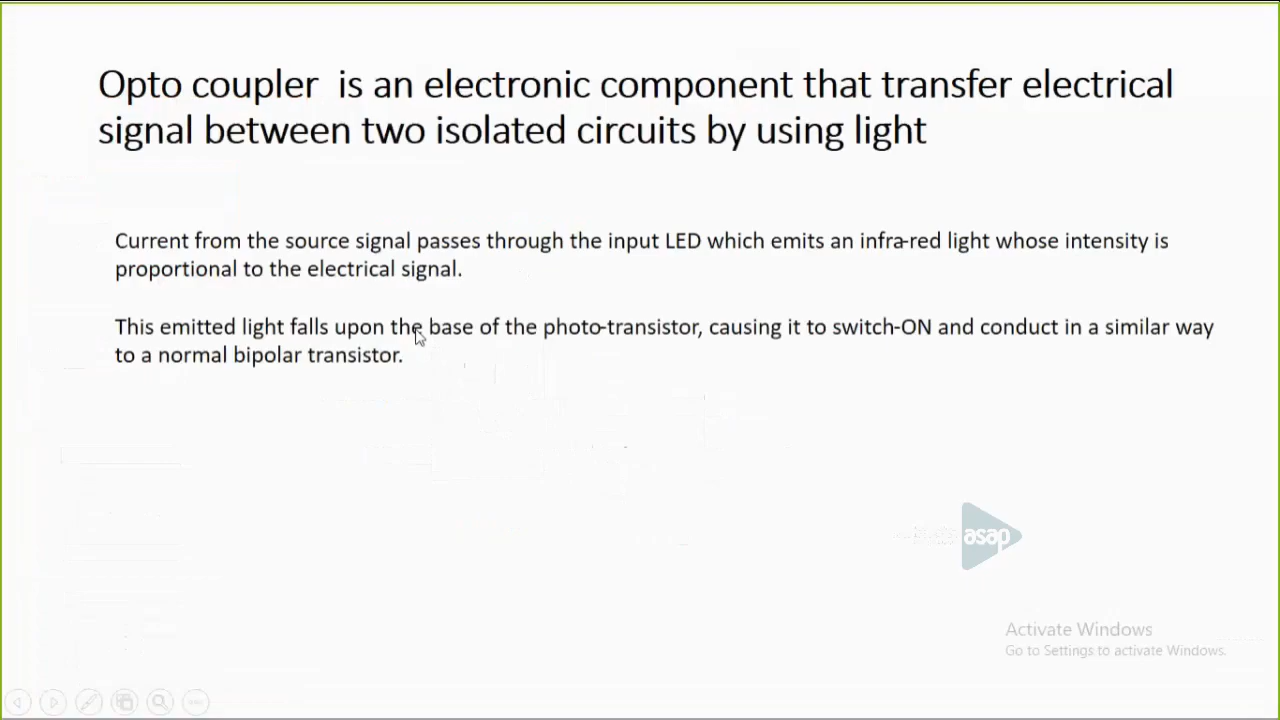 Opto coupler is an electronic component that transfer electrical
signal between two isolated circuits by using light
Current from the source signal passes through the input LED which emits an infra-red light whose intensity is
proportional to the electrical signal.
This emitted light falls upon the base of the photo-transistor, causing it to switch-ON and conduct in a similar way
to a normal bipolar transistor.
asap
Activate Windows
Go to Settings to activate Windows.